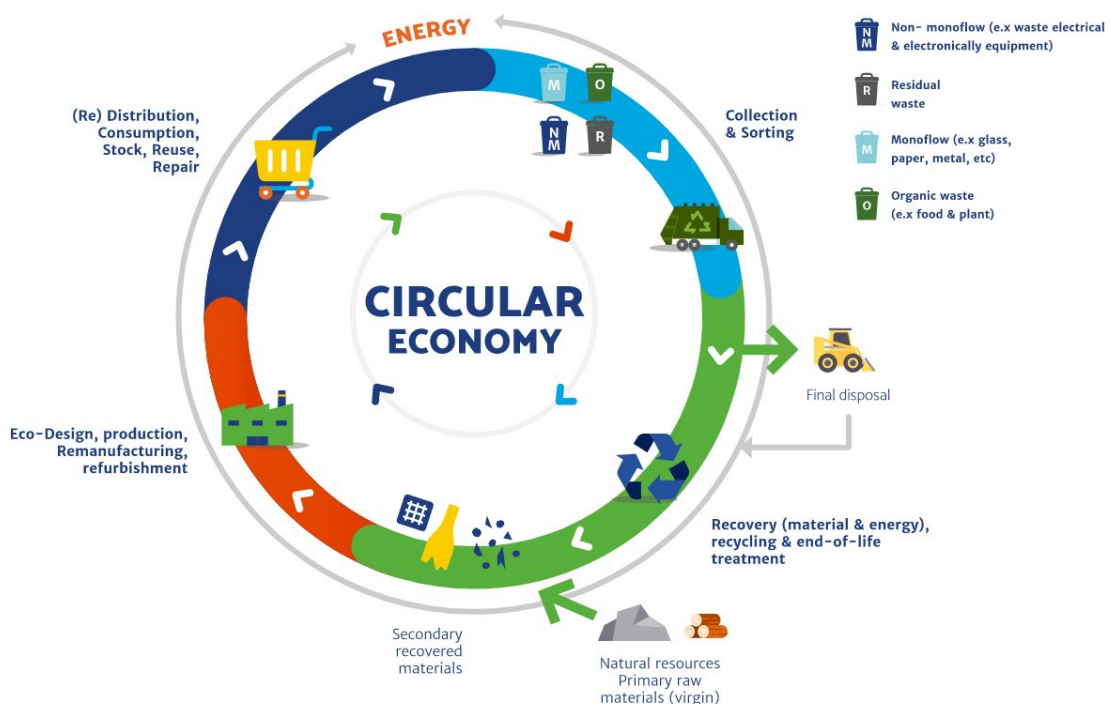 ENERGY
N
M
Non- monoflow (e.x waste electrical
& electronically equipment)
R
Residual
waste
M
Monoflow (e.x glass,
paper, metal, etc)
O
Organic waste
(e.x food & plant)
M
O
N
M
R
Collection
& Sorting
(Re) Distribution,
Consumption,
Stock, Reuse,
Repair
CIRCULAR
ECONOMY
Final disposal
Eco-Design, production,
Remanufacturing,
refurbishment
Recovery (material & energy),
recycling & end-of-life
treatment
Secondary
recovered
materials
Natural resources
Primary raw
materials (virgin)